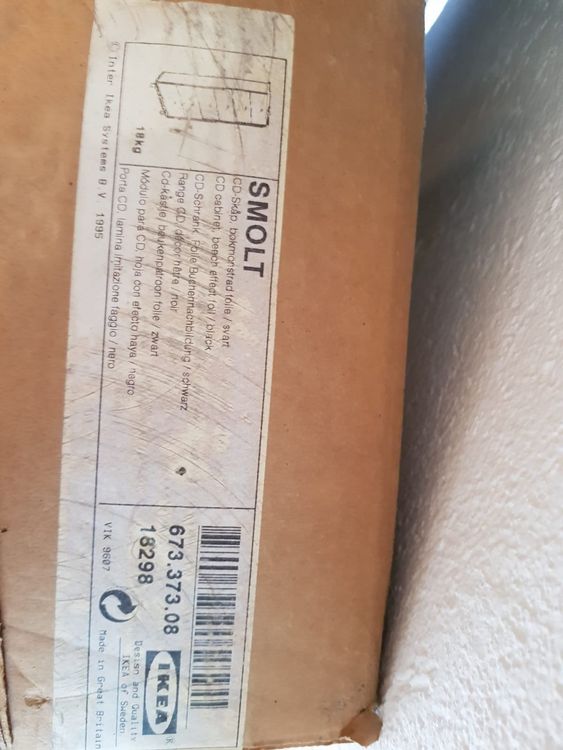 SMOLT
CD-Skåp, bokmönstrad folie / svart
CD cabinet, beech effect foil / black
CD-Schrank, Folie Buchennachbildung / schwarz
Range CD, décor hêtre / noir
Cd-kastje, beukenpatroon folie / zwart
Módulo para CD, hoja con efecto haya / negro
Porta CD, lamina imitazione faggio / nero
18kg
© Inter Ikea Systems B.V. 1995
673.373.08
18298
VIK 9607
IKEA
Design and Quality
IKEA of Sweden
Made in Great Britain